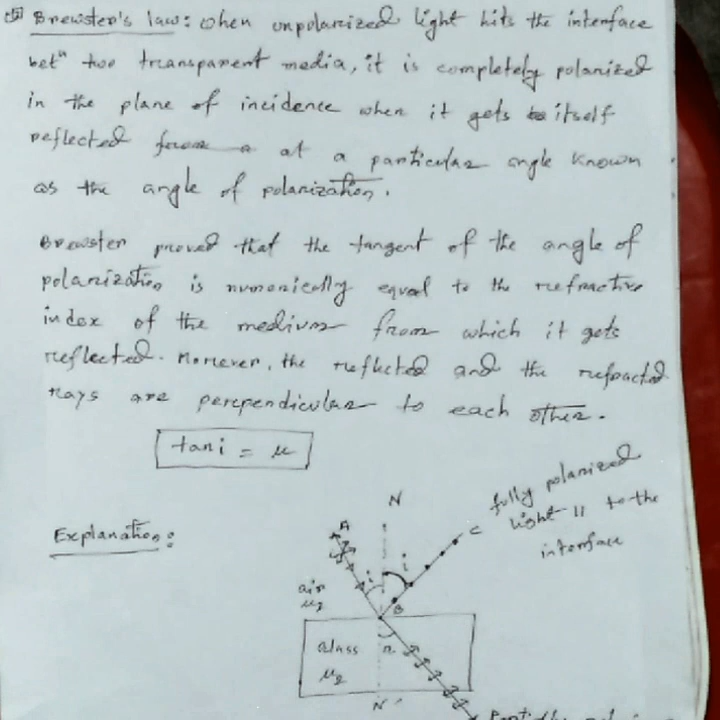 Brewster's law: when unpolarized light hits the interface
betn two transparent media, it is completely polarized
in the plane of incidence when it gets itself
reflected at a particular angle known
as the angle of polarization.
Brewster proved that the tangent of the angle of
polarization is numerically equal to the refractive
index of the medium from which it gets
reflected. Moreover, the reflected and the refracted
rays are perependicular to each other.
tan i = μ
Explanation:
N
A
i
i
C
fully polarized
light || to the
interface
air
B
glass
μ2
r
N'